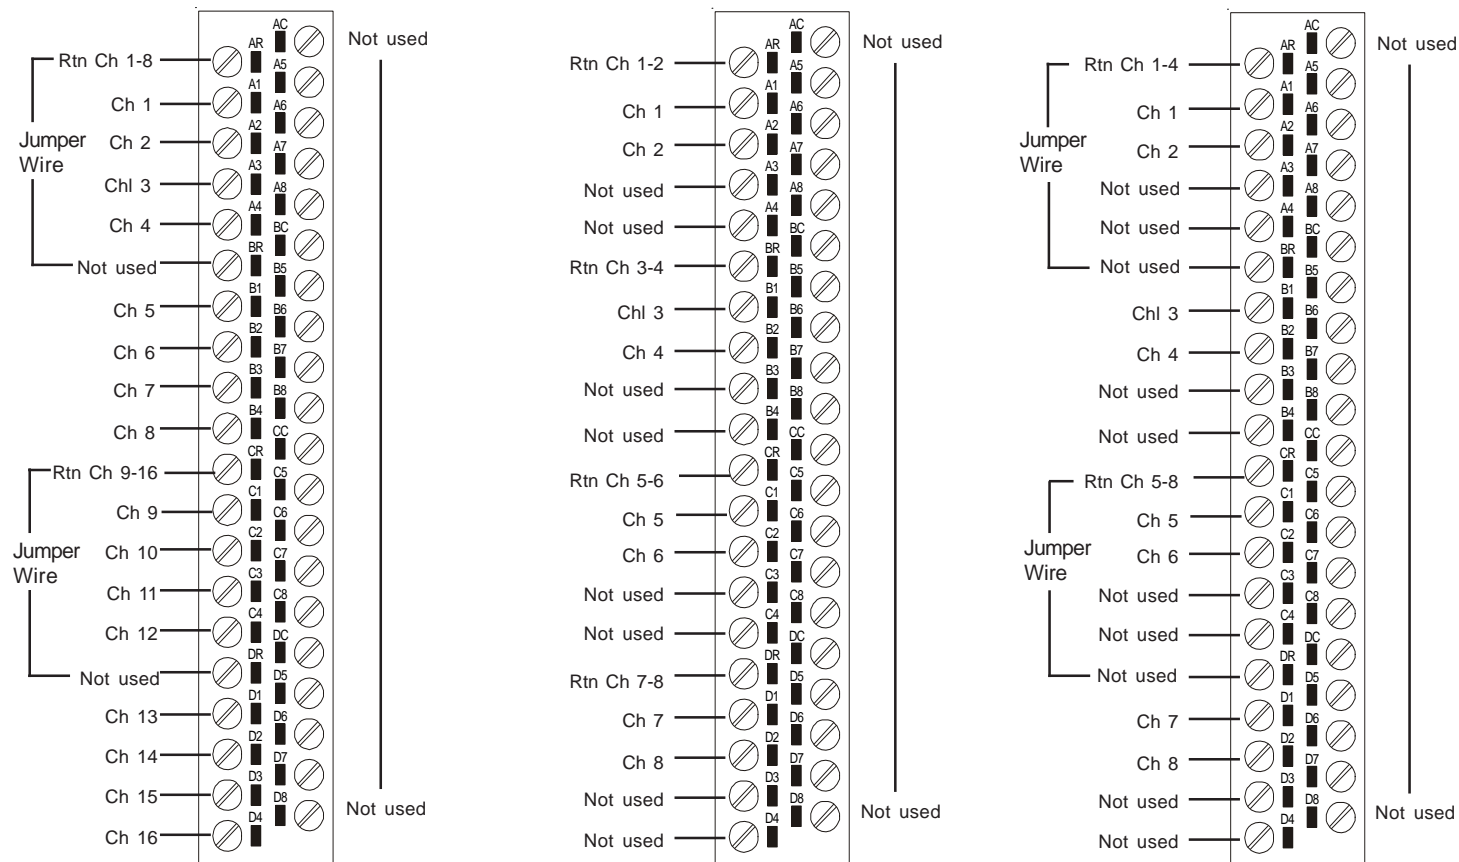 AC
Not used
AR
Rtn Ch 1-8
A5
A1
Ch 1
A6
A2
Jumper
Wire
Ch 2
A7
A3
Chl 3
A8
A4
Ch 4
BC
BR
Not used
B5
B1
Ch 5
B6
B2
Ch 6
B7
B3
Ch 7
B8
B4
Ch 8
CC
CR
Rtn Ch 9-16
C5
C1
Ch 9
C6
C2
Jumper
Wire
Ch 10
C7
C3
Ch 11
C8
C4
Ch 12
DC
DR
Not used
D5
D1
Ch 13
D6
D2
Ch 14
D7
D3
Ch 15
D8
Not used
D4
Ch 16
AC
Not used
AR
Rtn Ch 1-2
A5
A1
Ch 1
A6
A2
Ch 2
A7
A3
Not used
A8
A4
Not used
BC
BR
Rtn Ch 3-4
B5
B1
Chl 3
B6
B2
Ch 4
B7
B3
Not used
B8
B4
Not used
CC
CR
Rtn Ch 5-6
C5
C1
Ch 5
C6
C2
Ch 6
C7
C3
Not used
C8
C4
Not used
DC
DR
Rtn Ch 7-8
D5
D1
Ch 7
D6
D2
Ch 8
D7
D3
Not used
D8
Not used
D4
Not used
AC
Not used
AR
Rtn Ch 1-4
A5
A1
Ch 1
A6
A2
Jumper
Wire
Ch 2
A7
A3
Not used
A8
A4
Not used
BC
BR
Not used
B5
B1
Chl 3
B6
B2
Ch 4
B7
B3
Not used
B8
B4
Not used
CC
CR
Rtn Ch 5-8
C5
C1
Ch 5
C6
C2
Jumper
Wire
Ch 6
C7
C3
Not used
C8
C4
Not used
DC
DR
Not used
D5
D1
Ch 7
D6
D2
Ch 8
D7
D3
Not used
D8
Not used
D4
Not used